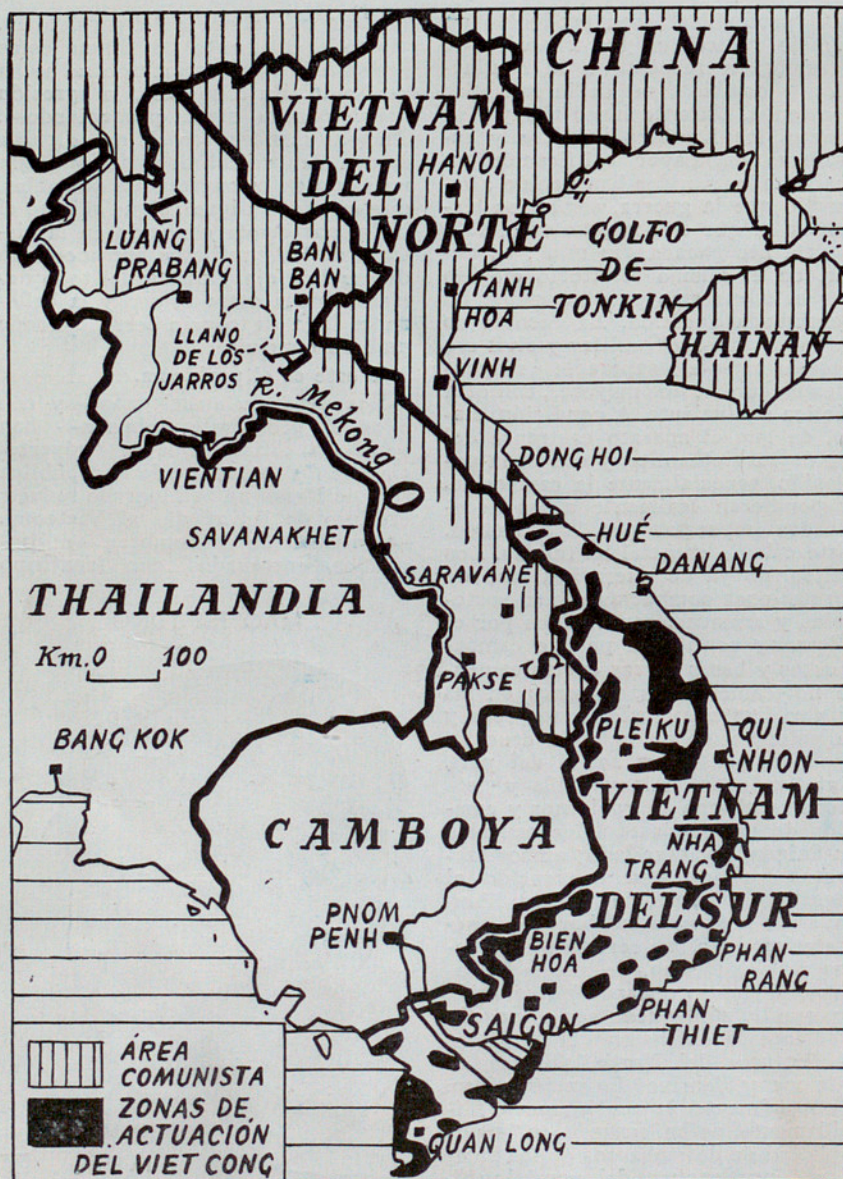 CHINA
VIETNAM
DEL
NORTE
HANOI
LAOS
LUANG
PRABANG
BAN
BAN
GOLFO
DE
TONKIN
TANH
HOA
HAINAN
LLANO
DE LOS
JARROS
VINH
R. Mekong
VIENTIAN
DONG HOI
SAVANAKHET
HUÉ
DANANG
SARAVANE
THAILANDIA
Km. 0 100
PAKSE
BANG KOK
PLEIKU
QUI
NHON
VIETNAM
DEL SUR
CAMBOYA
NHA
TRANG
PNOM
PENH
BIEN
HOA
PHAN
RANG
SAIGON
PHAN
THIET
QUAN LONG
ÁREA
COMUNISTA
ZONAS DE
ACTUACIÓN
DEL VIET CONG